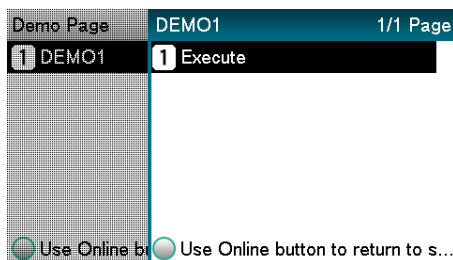 Demo Page
1 DEMO1
Use Online b
DEMO1 1/1 Page
1 Execute
Use Online button to return to s...